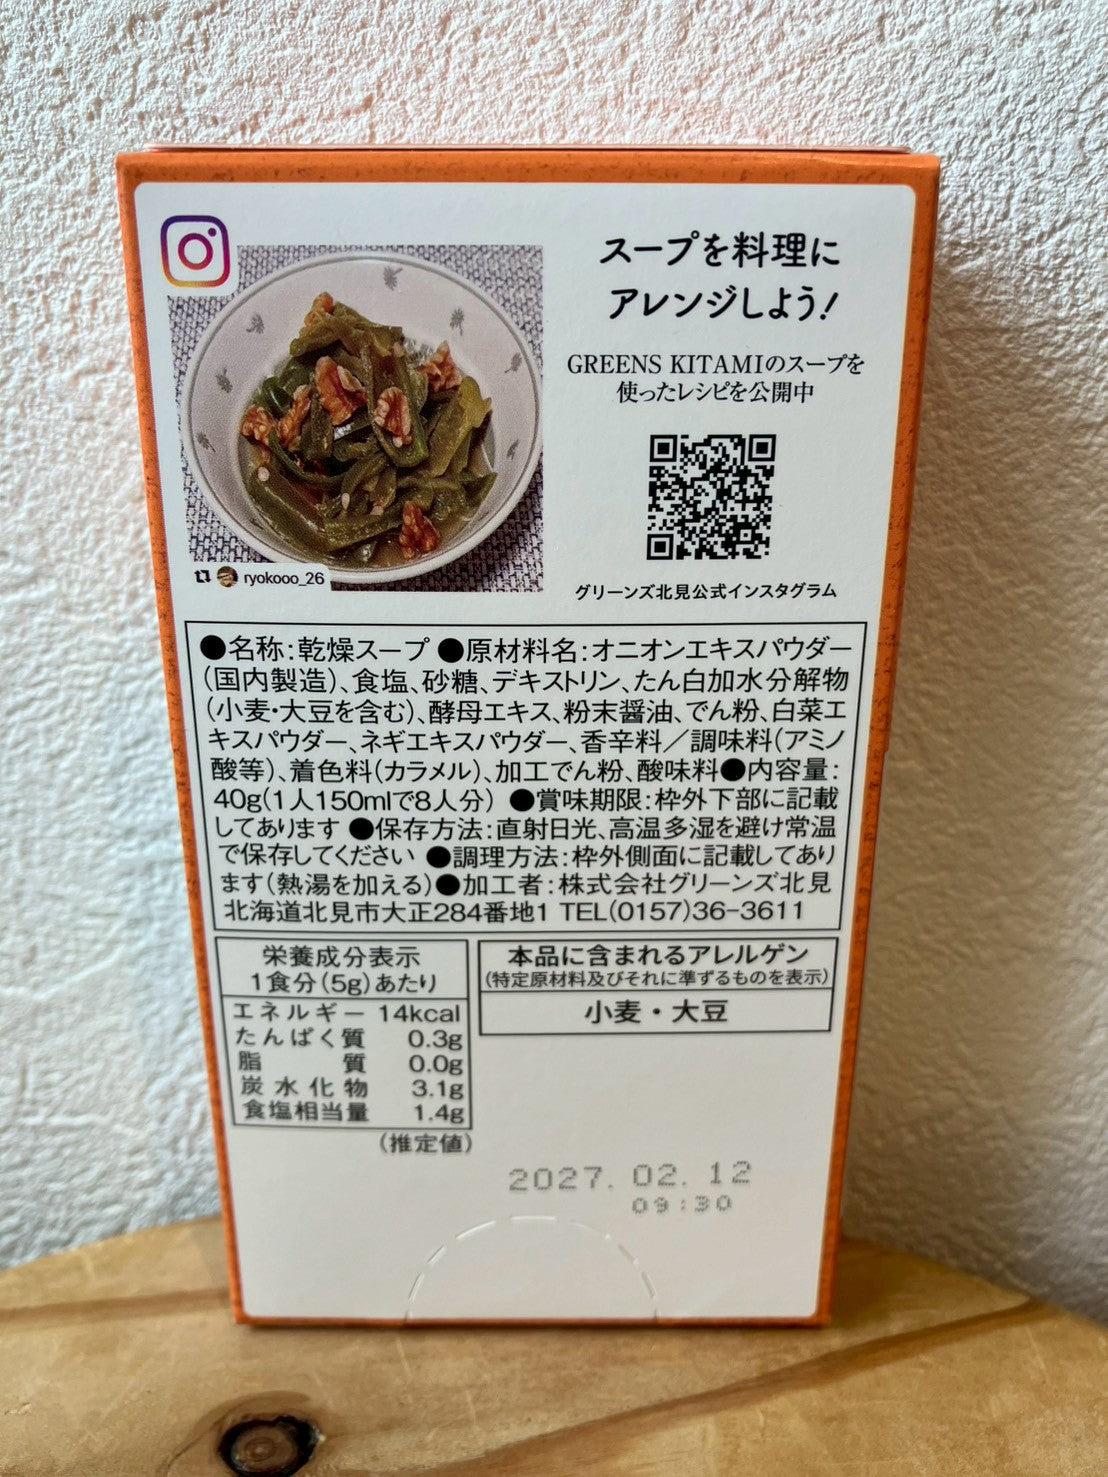 スープを料理に
アレンジしよう!
GREENS KITAMIのスープを
使ったレシピを公開中
グリーンズ北見公式インスタグラム
ryokooo_26
●名称:乾燥スープ ●原材料名:オニオンエキスパウダー
(国内製造)、食塩、砂糖、デキストリン、たん白加水分解物
(小麦・大豆を含む)、酵母エキス、粉末醤油、でん粉、白菜エ
キスパウダー、ネギエキスパウダー、香辛料/調味料(アミノ
酸等)、着色料(カラメル)、加工でん粉、酸味料●内容量:
40g(1人150mlで8人分) ●賞味期限:枠外下部に記載
してあります ●保存方法:直射日光、高温多湿を避け常温
で保存してください ●調理方法:枠外側面に記載してあり
ます(熱湯を加える)●加工者:株式会社グリーンズ北見
北海道北見市大正284番地1 TEL(0157)36-3611
栄養成分表示
1食分(5g)あたり
エネルギー 14kcal
たんぱく質 0.3g
脂質 0.0g
炭水化物 3.1g
食塩相当量 1.4g
(推定値)
本品に含まれるアレルゲン
(特定原材料及びそれに準ずるものを表示)
小麦・大豆
2027. 02. 12
09:30